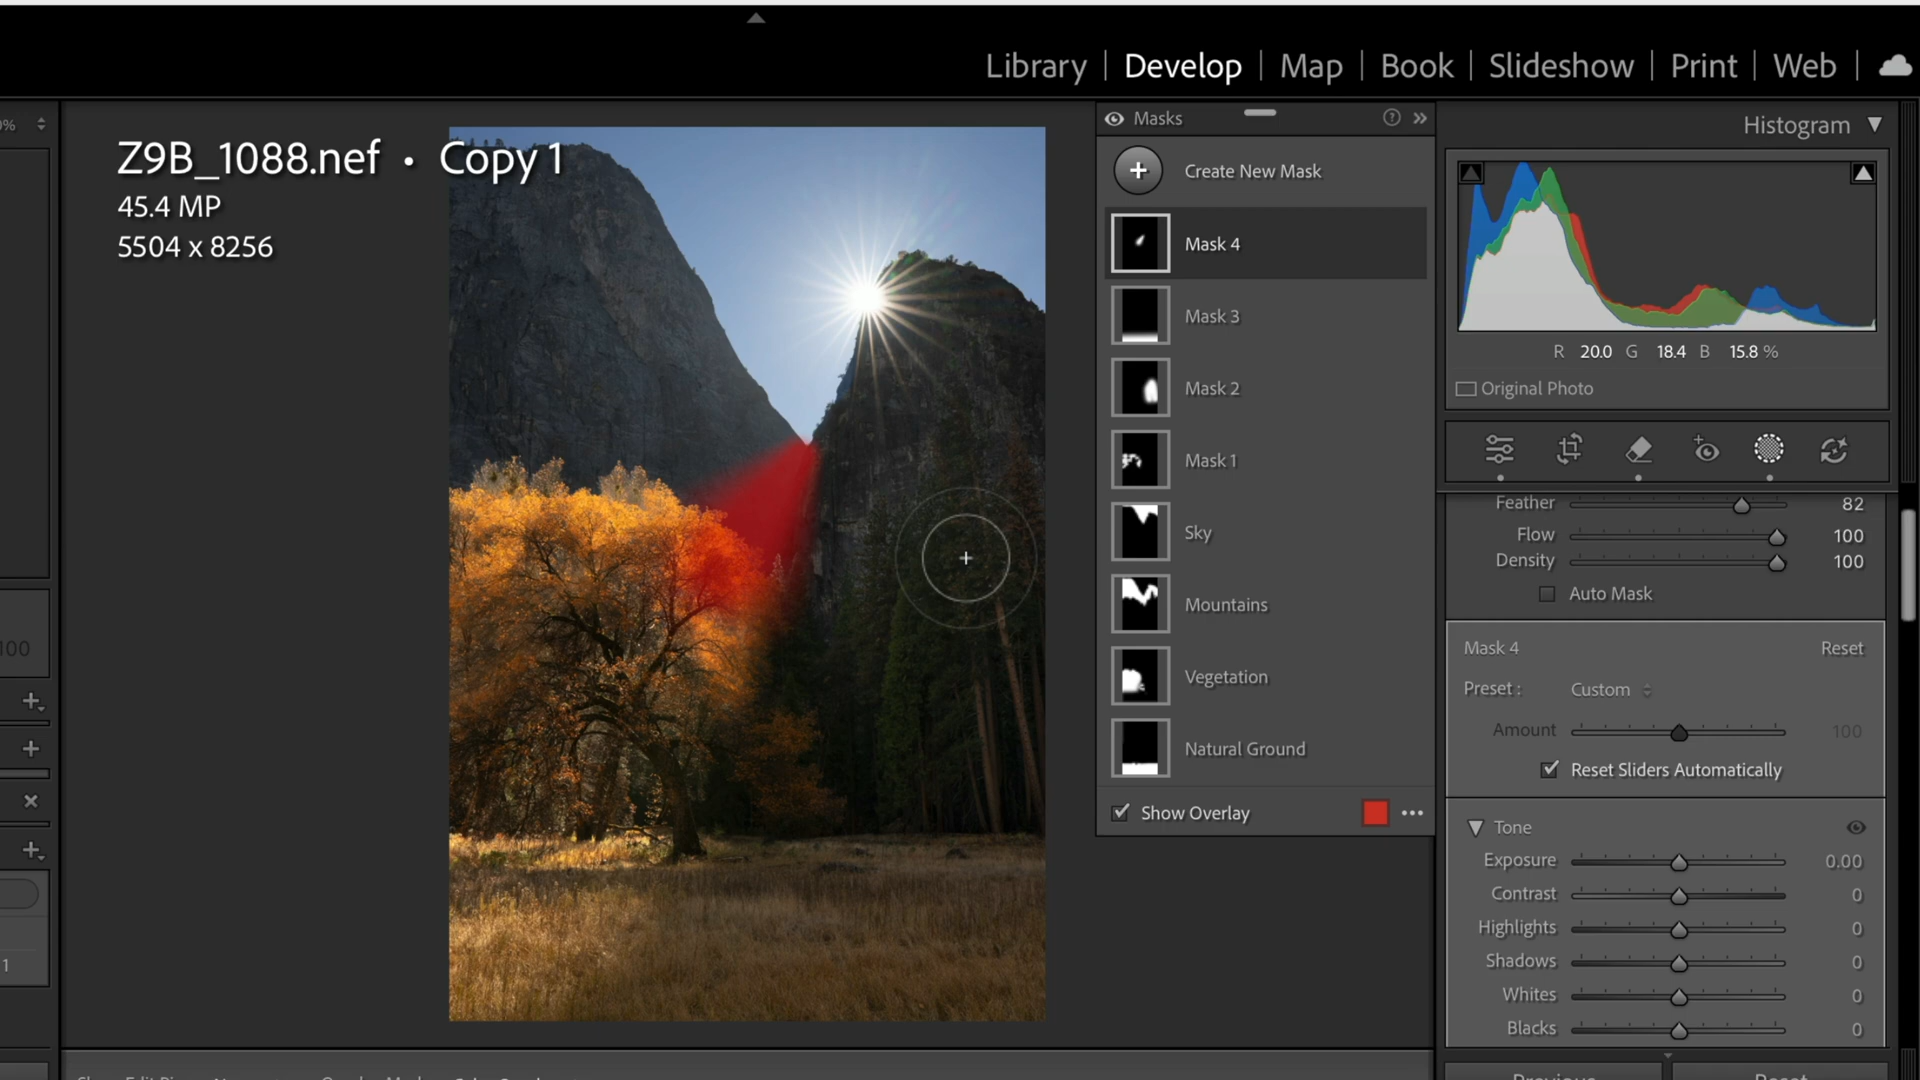 Library | Develop | Map | Book | Slideshow | Print | Web |
Z9B_1088.nef • Copy 1
45.4 MP
5504 x 8256
Masks
Create New Mask
Mask 4
Mask 3
Mask 2
Mask 1
Sky
Mountains
Vegetation
Natural Ground
Show Overlay
Histogram
R 20.0 G 18.4 B 15.8 %
Original Photo
Feather 82
Flow 100
Density 100
Auto Mask
Mask 4 Reset
Preset : Custom
Amount 100
Reset Sliders Automatically
Tone
Exposure 0.00
Contrast 0
Highlights 0
Shadows 0
Whites 0
Blacks 0
Previous Reset
100
1